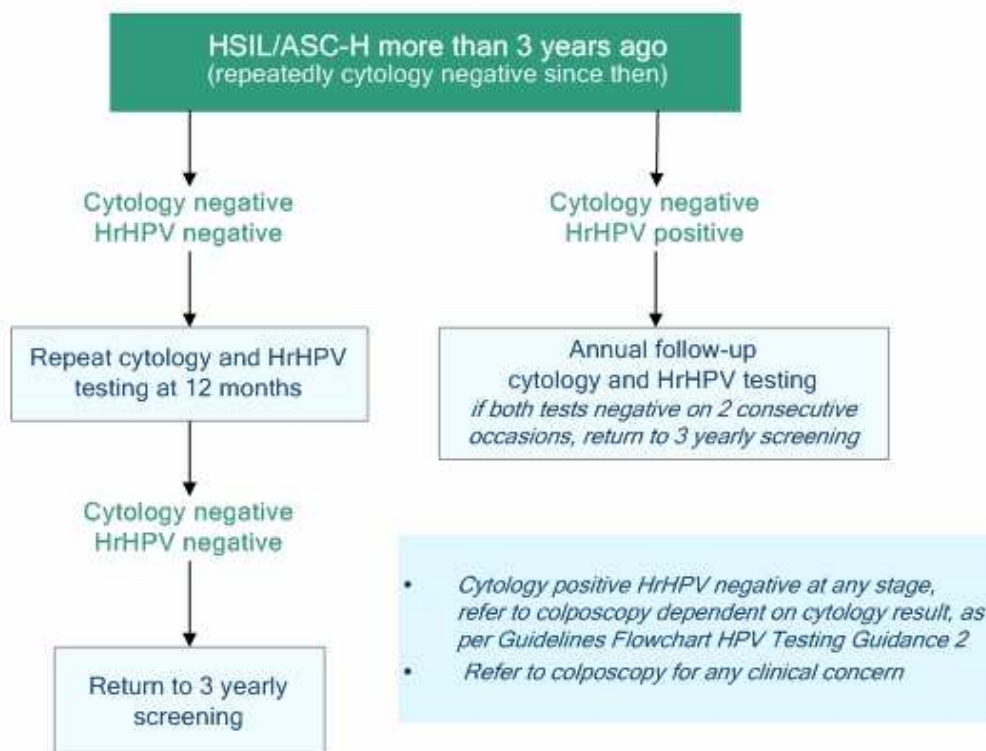 HSIL/ASC-H more than 3 years ago
(repeatedly cytology negative since then)
Cytology negative
HrHPV negative
Cytology negative
HrHPV positive
Repeat cytology and HrHPV
testing at 12 months
Annual follow-up
cytology and HrHPV testing
if both tests negative on 2 consecutive
occasions, return to 3 yearly screening
Cytology negative
HrHPV negative
Return to 3 yearly
screening
• Cytology positive HrHPV negative at any stage,
refer to colposcopy dependent on cytology result, as
per Guidelines Flowchart HPV Testing Guidance 2
• Refer to colposcopy for any clinical concern